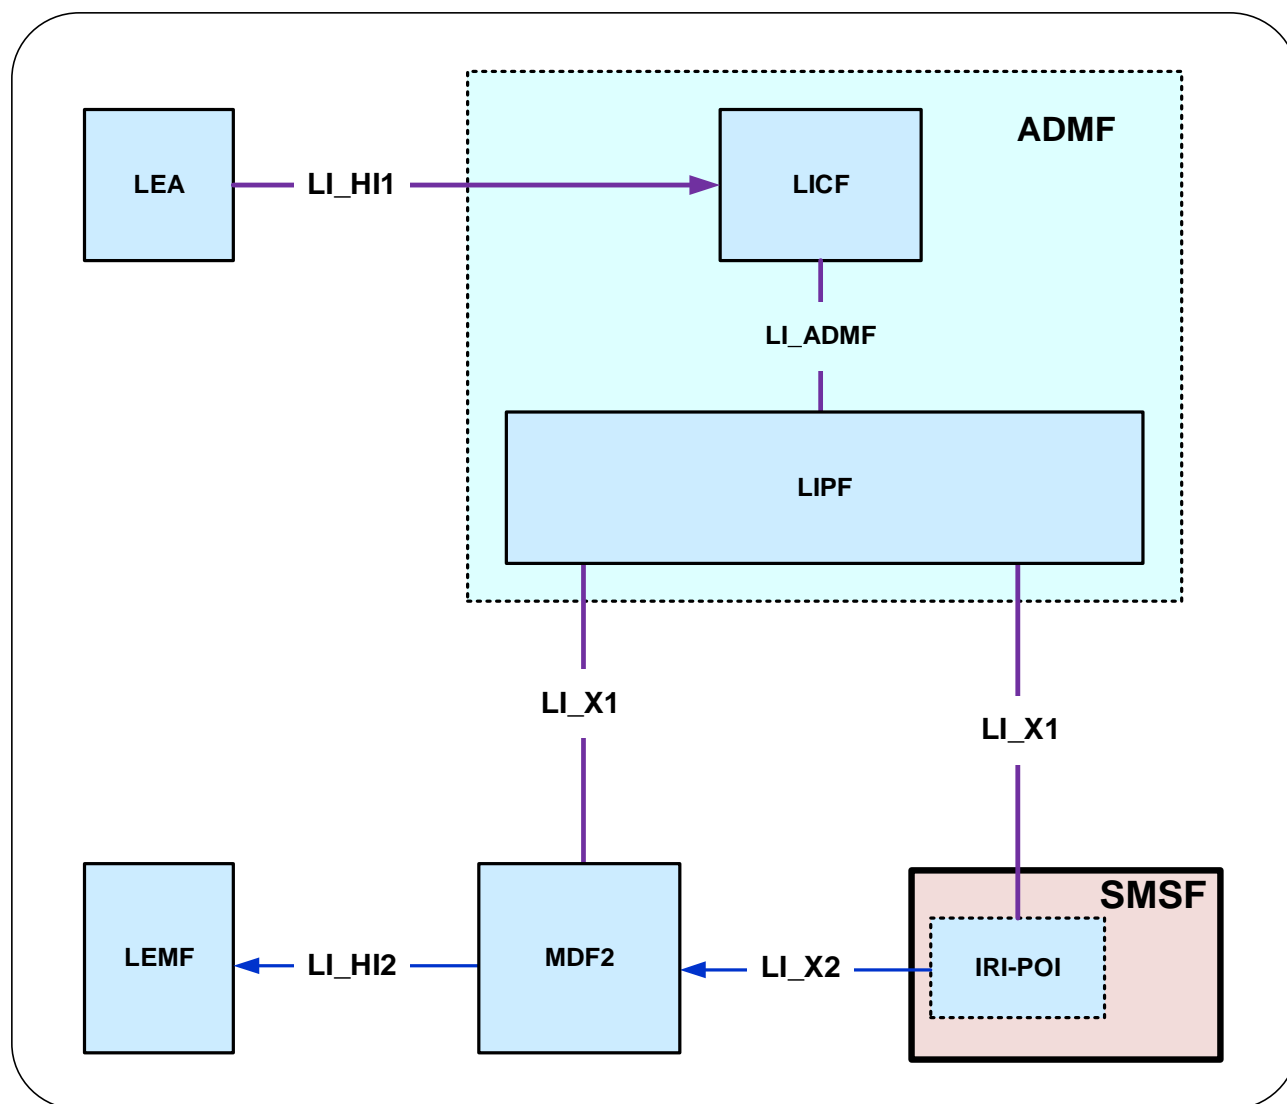 ADMF
LEA
LI_HI1
LICF
LI_ADMF
LIPF
LI_X1
LI_X1
SMSF
LEMF
LI_HI2
MDF2
LI_X2
IRI-POI